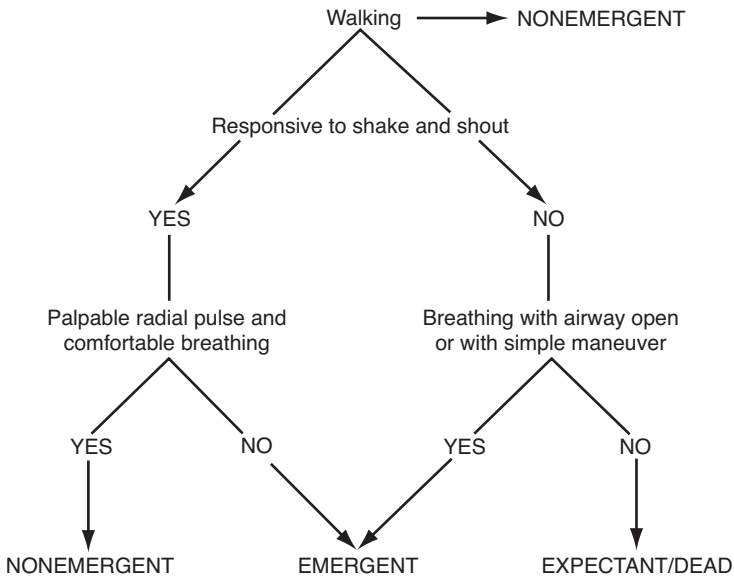 Walking
NONEMERGENT
Responsive to shake and shout
YES
NO
Palpable radial pulse and
comfortable breathing
Breathing with airway open
or with simple maneuver
YES
NO
YES
NO
NONEMERGENT
EMERGENT
EXPECTANT/DEAD